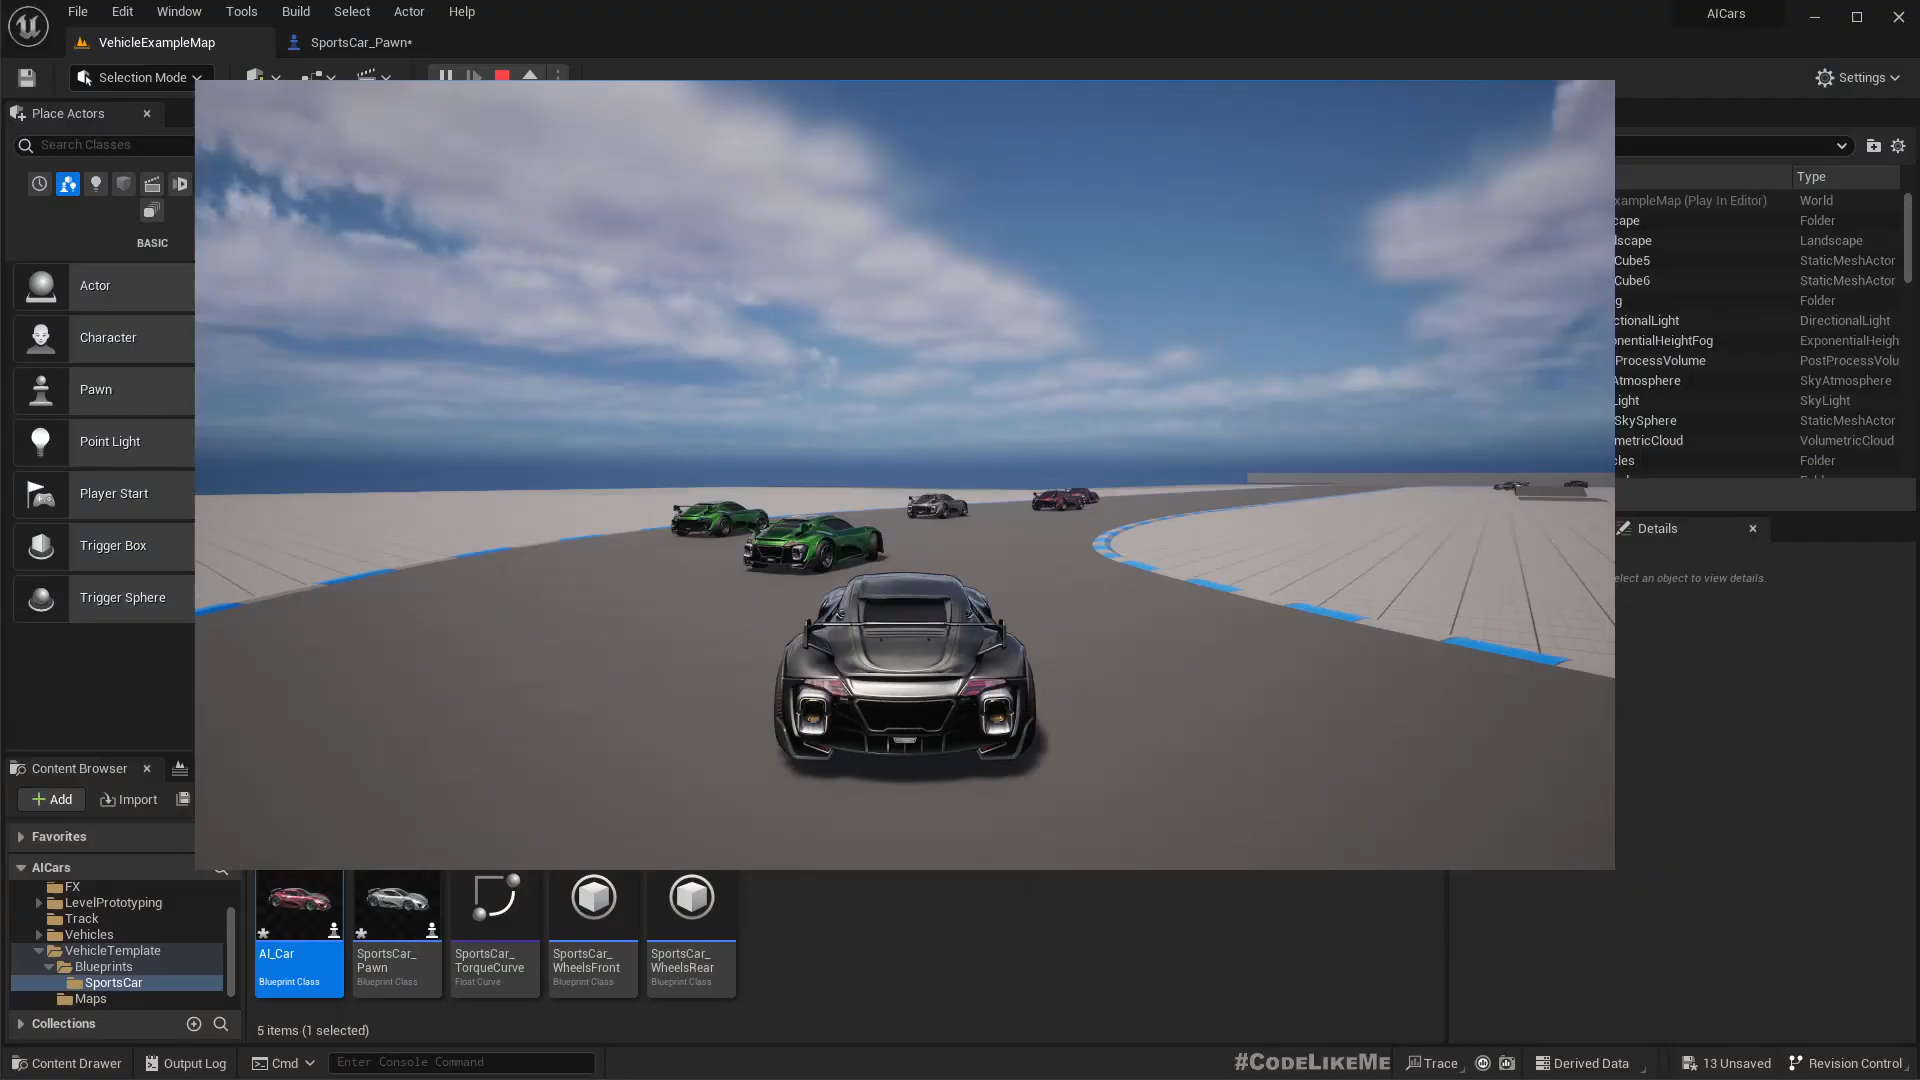 File Edit Window Tools Build Select Actor Help
AICars
VehicleExampleMap
SportsCar_Pawn*
Selection Mode
Settings
Place Actors
Search Classes
BASIC
Actor
Character
Pawn
Point Light
Player Start
Trigger Box
Trigger Sphere
Type
xampleMap (Play In Editor) World
cape Folder
dscape Landscape
Cube5 StaticMeshActor
Cube6 StaticMeshActor
g Folder
ctionalLight DirectionalLight
nentialHeightFog ExponentialHeigh
ProcessVolume PostProcessVolu
Atmosphere SkyAtmosphere
Light SkyLight
SkySphere StaticMeshActor
metricCloud VolumetricCloud
cles Folder
Details
elect an object to view details.
Content Browser
Add Import
Favorites
AICars
FX
LevelPrototyping
Track
Vehicles
VehicleTemplate
Blueprints
SportsCar
Maps
Collections
AI_Car
Blueprint Class
SportsCar_
Pawn
Blueprint Class
SportsCar_
TorqueCurve
Float Curve
SportsCar_
WheelsFront
Blueprint Class
SportsCar_
WheelsRear
Blueprint Class
5 items (1 selected)
Content Drawer Output Log Cmd Enter Console Command
#CODELIKEME
Trace Derived Data 13 Unsaved Revision Control